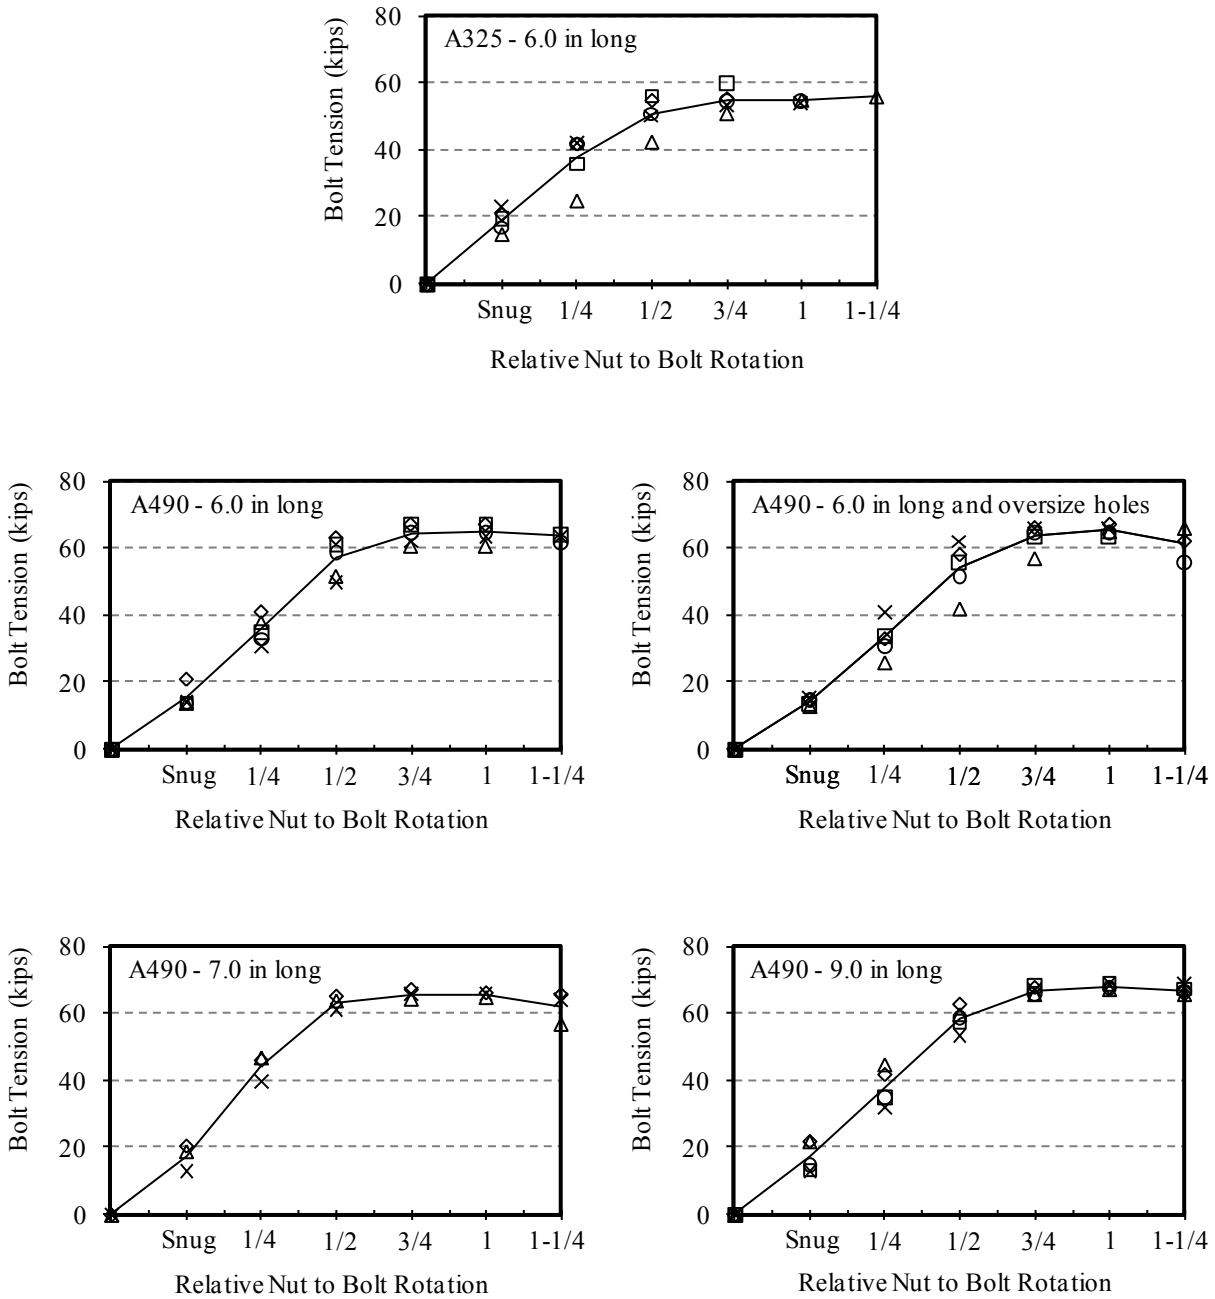 A325 - 6.0 in long
Bolt Tension (kips)
80
60
40
20
0
Snug 1/4 1/2 3/4 1 1-1/4
Relative Nut to Bolt Rotation
A490 - 6.0 in long
Bolt Tension (kips)
80
60
40
20
0
Snug 1/4 1/2 3/4 1 1-1/4
Relative Nut to Bolt Rotation
A490 - 6.0 in long and oversize holes
Bolt Tension (kips)
80
60
40
20
0
Snug 1/4 1/2 3/4 1 1-1/4
Relative Nut to Bolt Rotation
A490 - 7.0 in long
Bolt Tension (kips)
80
60
40
20
0
Snug 1/4 1/2 3/4 1 1-1/4
Relative Nut to Bolt Rotation
A490 - 9.0 in long
Bolt Tension (kips)
80
60
40
20
0
Snug 1/4 1/2 3/4 1 1-1/4
Relative Nut to Bolt Rotation